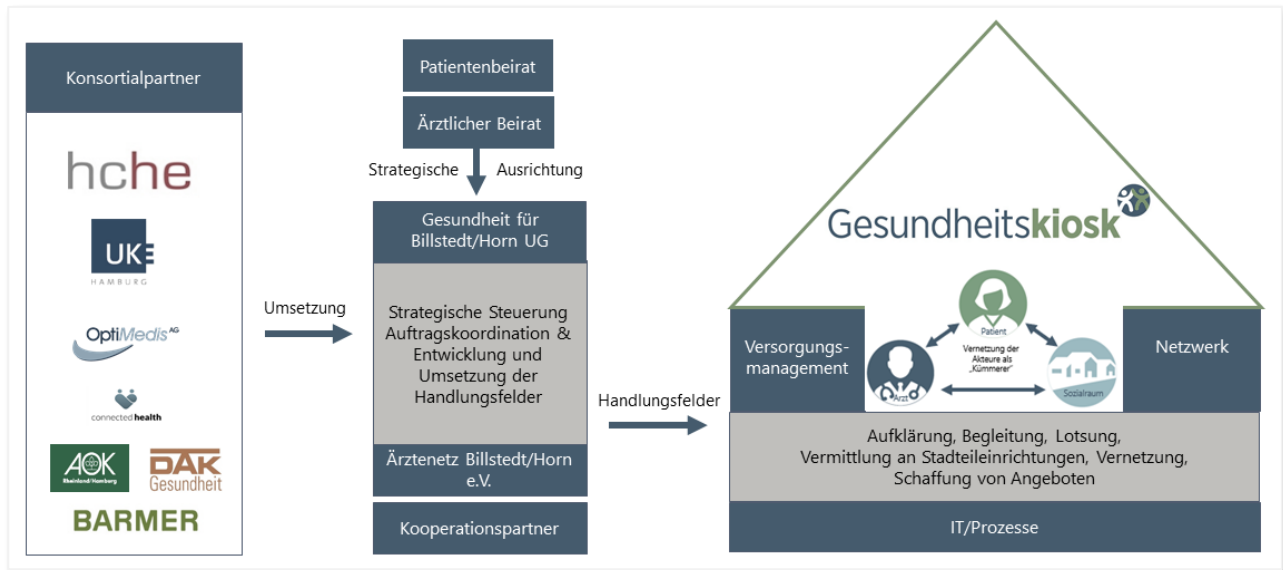 Konsortialpartner
hche
UKE
HAMBURG
OptiMedis AG
connected health
AOK
Rheinland/Hamburg
DAK
Gesundheit
BARMER
Umsetzung
Patientenbeirat
Ärztlicher Beirat
Strategische Ausrichtung
Gesundheit für
Billstedt/Horn UG
Strategische Steuerung
Auftragskoordination &
Entwicklung und
Umsetzung der
Handlungsfelder
Ärztenetz Billstedt/Horn
e.V.
Kooperationspartner
Handlungsfelder
Gesundheitskiosk
Versorgungs-
management
Patient
Vernetzung der
Akteure als
„Kümmerer"
Arzt
Sozialraum
Netzwerk
Aufklärung, Begleitung, Lotsung,
Vermittlung an Stadteileinrichtungen, Vernetzung,
Schaffung von Angeboten
IT/Prozesse